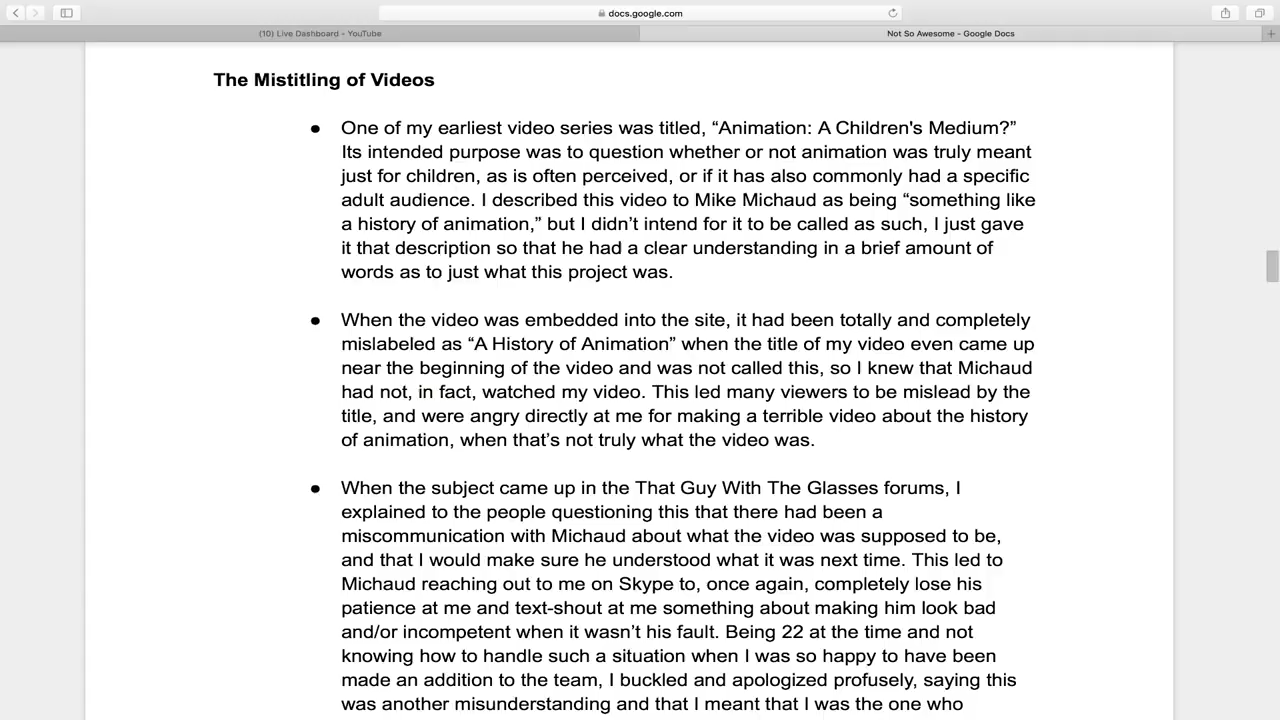 docs.google.com
(10) Live Dashboard - YouTube
Not So Awesome - Google Docs
The Mistitling of Videos
● One of my earliest video series was titled, “Animation: A Children's Medium?”
Its intended purpose was to question whether or not animation was truly meant
just for children, as is often perceived, or if it has also commonly had a specific
adult audience. I described this video to Mike Michaud as being “something like
a history of animation,” but I didn’t intend for it to be called as such, I just gave
it that description so that he had a clear understanding in a brief amount of
words as to just what this project was.
● When the video was embedded into the site, it had been totally and completely
mislabeled as “A History of Animation” when the title of my video even came up
near the beginning of the video and was not called this, so I knew that Michaud
had not, in fact, watched my video. This led many viewers to be mislead by the
title, and were angry directly at me for making a terrible video about the history
of animation, when that’s not truly what the video was.
● When the subject came up in the That Guy With The Glasses forums, I
explained to the people questioning this that there had been a
miscommunication with Michaud about what the video was supposed to be,
and that I would make sure he understood what it was next time. This led to
Michaud reaching out to me on Skype to, once again, completely lose his
patience at me and text-shout at me something about making him look bad
and/or incompetent when it wasn’t his fault. Being 22 at the time and not
knowing how to handle such a situation when I was so happy to have been
made an addition to the team, I buckled and apologized profusely, saying this
was another misunderstanding and that I meant that I was the one who